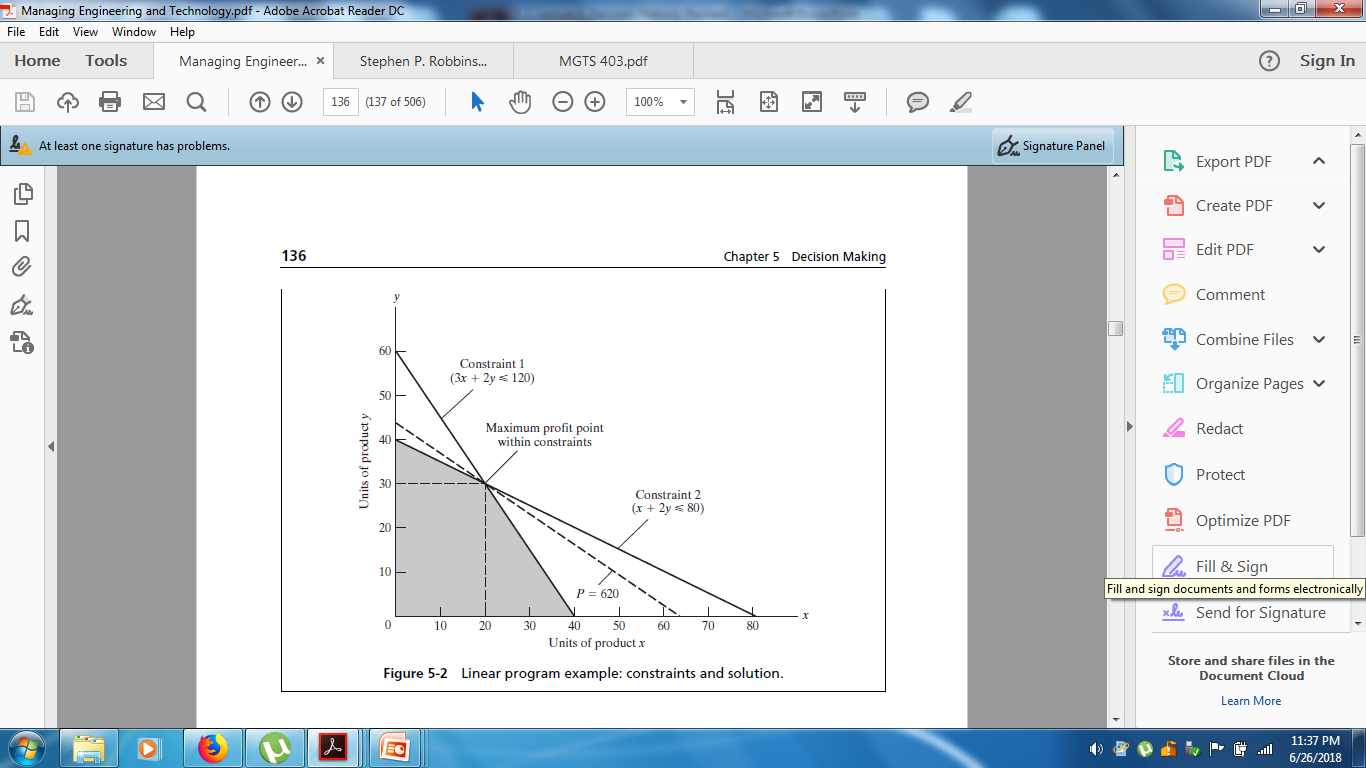 Managing Engineering and Technology.pdf - Adobe Acrobat Reader DC
File Edit View Window Help
Home Tools Managing Engineer... × Stephen P. Robbins... MGTS 403.pdf ? Sign In
136 (137 of 506) 100%
At least one signature has problems. Signature Panel
136 Chapter 5 Decision Making
y
60
50
40
30
20
10
0
Units of product y
Constraint 1
(3x + 2y ≤ 120)
Maximum profit point
within constraints
Constraint 2
(x + 2y ≤ 80)
P = 620
10 20 30 40 50 60 70 80 x
Units of product x
Figure 5-2 Linear program example: constraints and solution.
Export PDF
Create PDF
Edit PDF
Comment
Combine Files
Organize Pages
Redact
Protect
Optimize PDF
Fill & Sign
Fill and sign documents and forms electronically
Send for Signature
Store and share files in the
Document Cloud
Learn More
11:37 PM
6/26/2018